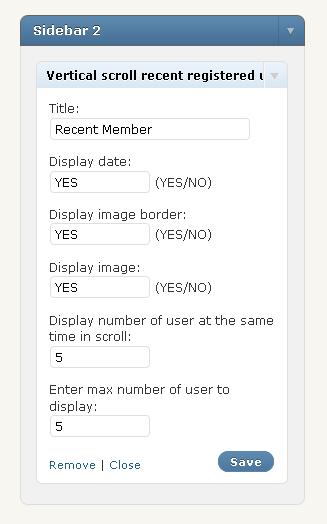 Sidebar 2
Vertical scroll recent registered
Title:
Recent Member
Display date:
YES (YES/NO)
Display image border:
YES (YES/NO)
Display image:
YES (YES/NO)
Display number of user at the same
time in scroll:
5
Enter max number of user to
display:
5
Remove | Close
Save